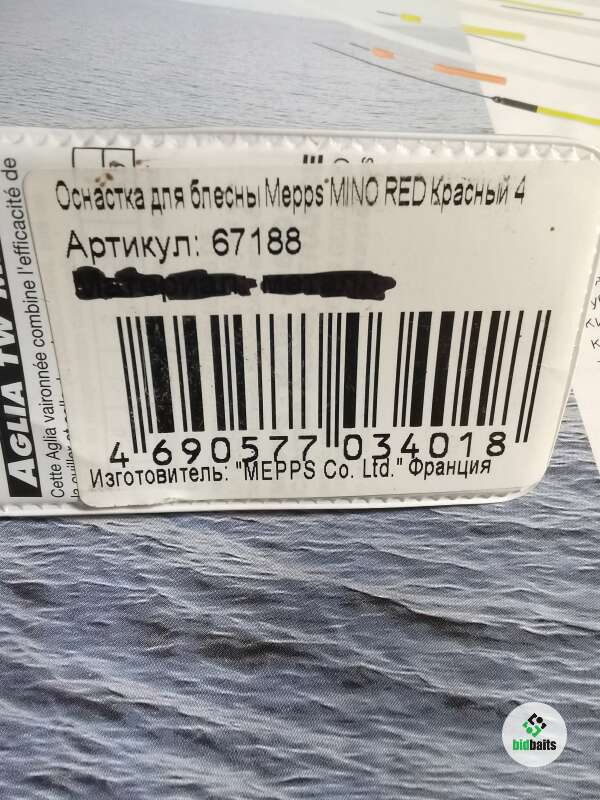 Оснастка для блесны Mepps MINO RED Красный 4
Артикул: 67188
4 690577 034018
Изготовитель: "MEPPS Co. Ltd." Франция
AGLIA TW
Cette Aglia vaironnée combine l'efficacité de
bidbaits